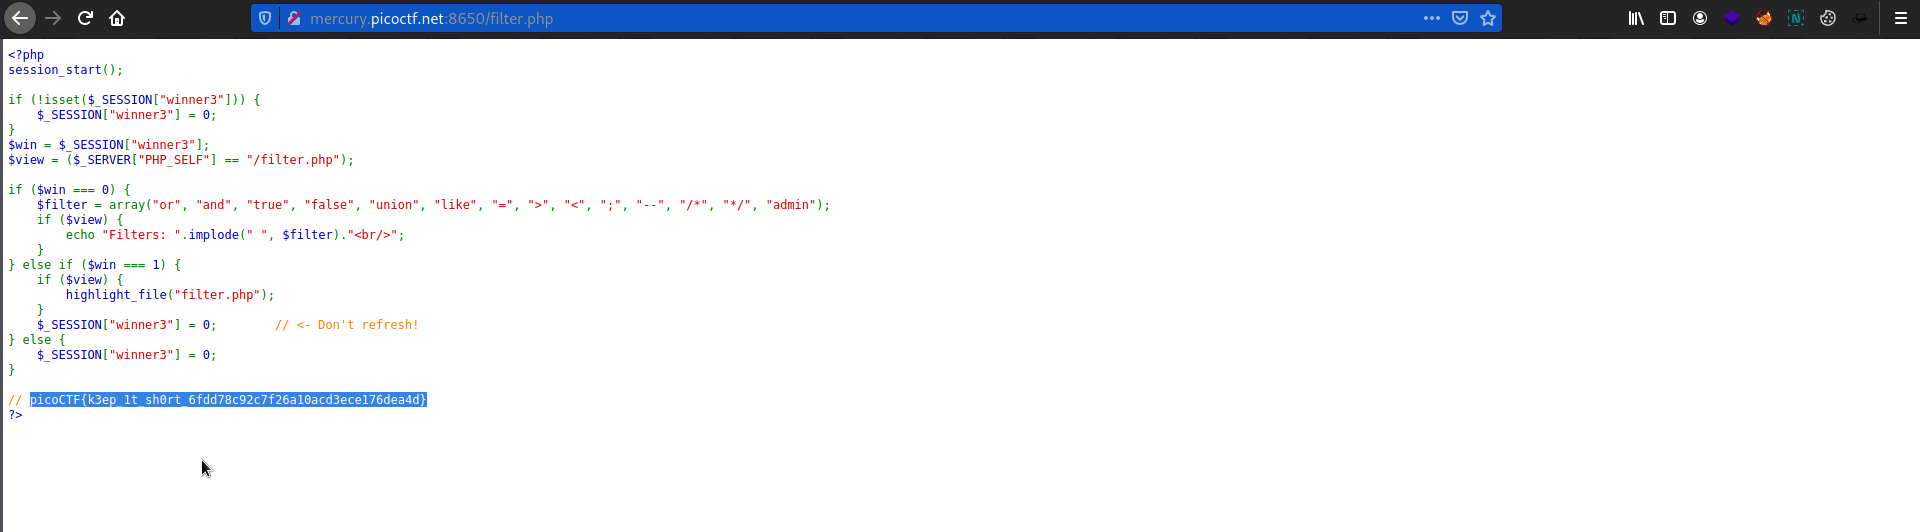 mercury.picoctf.net:8650/filter.php
<?php
session_start();

if (!isset($_SESSION["winner3"])) {
    $_SESSION["winner3"] = 0;
}
$win = $_SESSION["winner3"];
$view = ($_SERVER["PHP_SELF"] == "/filter.php");

if ($win === 0) {
    $filter = array("or", "and", "true", "false", "union", "like", "=", ">", "<", ";", "--", "/*", "*/", "admin");
    if ($view) {
        echo "Filters: ".implode(" ", $filter)."<br/>";
    }
} else if ($win === 1) {
    if ($view) {
        highlight_file("filter.php");
    }
    $_SESSION["winner3"] = 0;        // <- Don't refresh!
} else {
    $_SESSION["winner3"] = 0;
}

// picoCTF{k3ep_1t_sh0rt_6fdd78c92c7f26a10acd3ece176dea4d}
?>